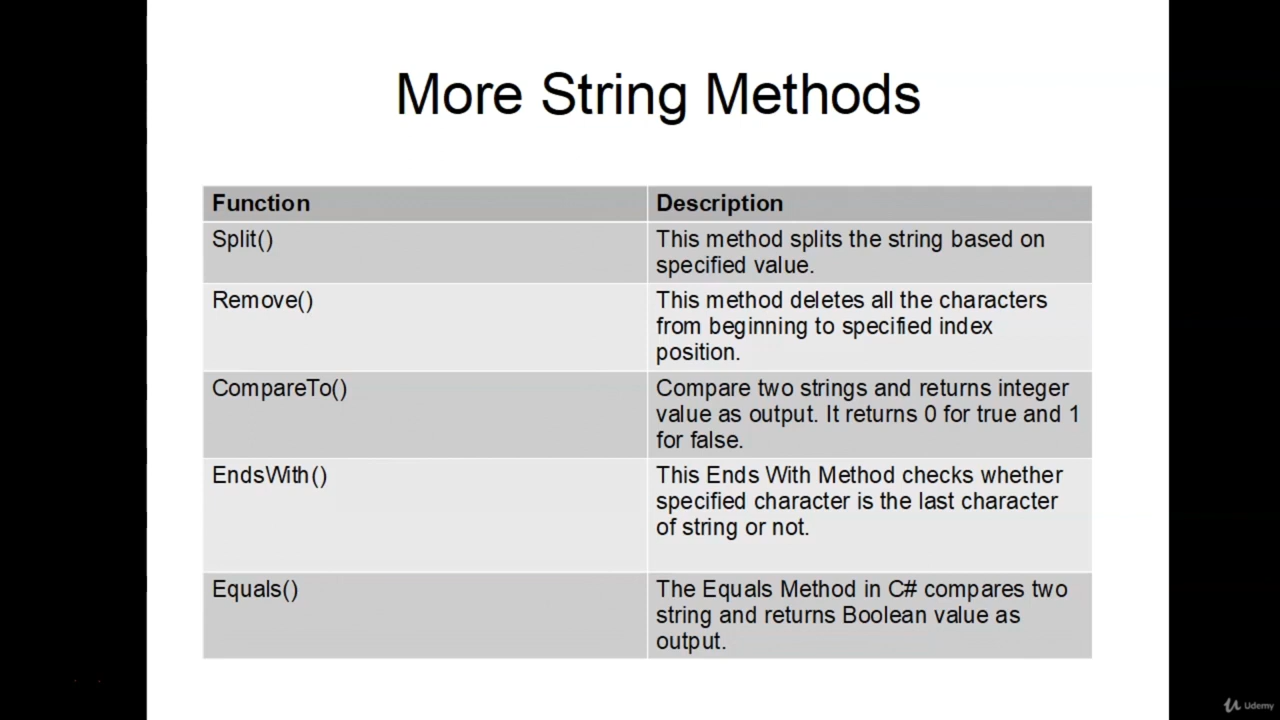 More String Methods
Function
Description
Split()
This method splits the string based on
specified value.
Remove()
This method deletes all the characters
from beginning to specified index
position.
CompareTo()
Compare two strings and returns integer
value as output. It returns 0 for true and 1
for false.
EndsWith()
This Ends With Method checks whether
specified character is the last character
of string or not.
Equals()
The Equals Method in C# compares two
string and returns Boolean value as
output.
Udemy